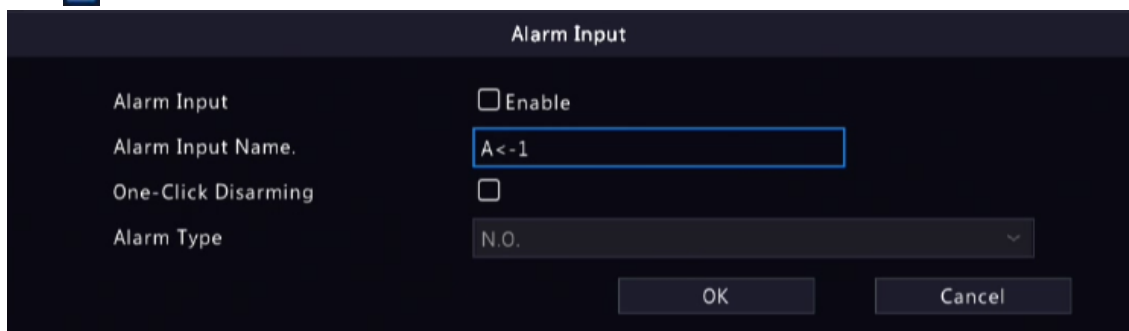 Alarm Input
Alarm Input Enable
Alarm Input Name. A<-1
One-Click Disarming
Alarm Type N.O.
OK Cancel